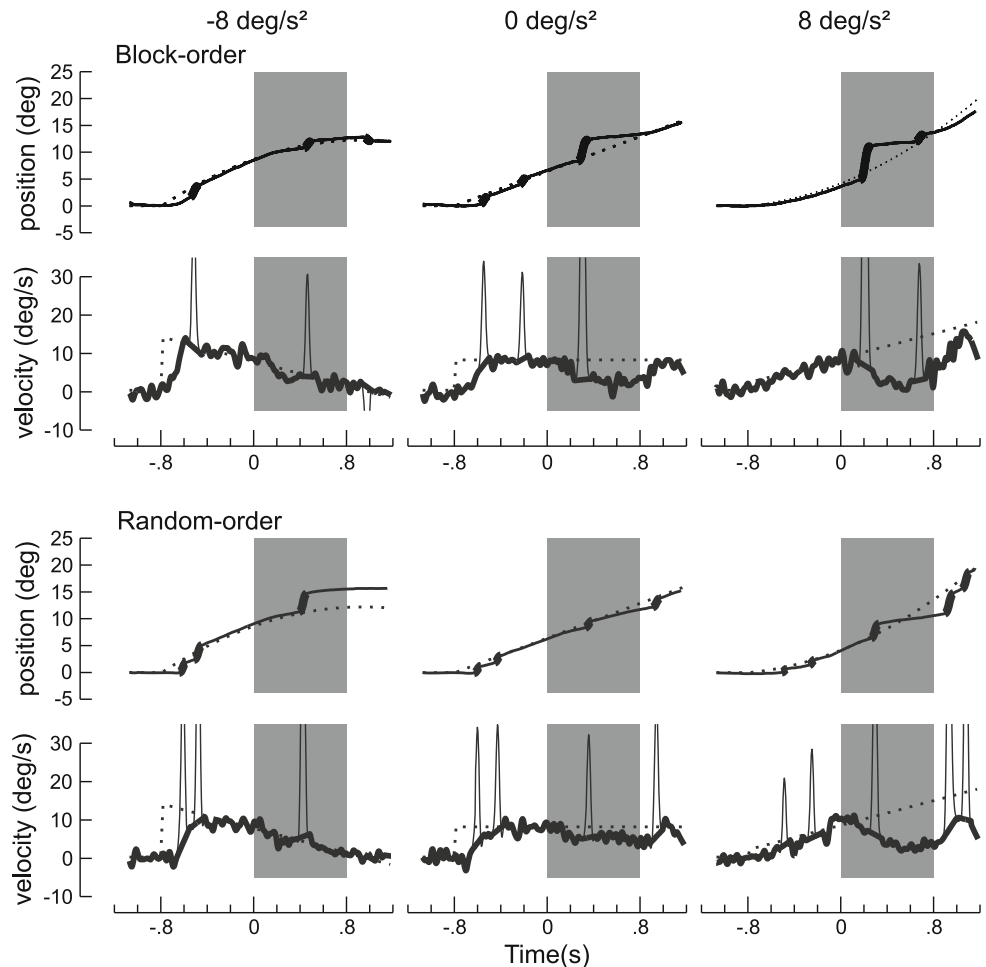 -8 deg/s² 0 deg/s² 8 deg/s²
Block-order
position (deg)
25
20
15
10
5
0
-5
velocity (deg/s)
30
20
10
0
-10
-.8 0 .8 -.8 0 .8 -.8 0 .8
Random-order
position (deg)
25
20
15
10
5
0
-5
velocity (deg/s)
30
20
10
0
-10
-.8 0 .8 -.8 0 .8 -.8 0 .8
Time(s)